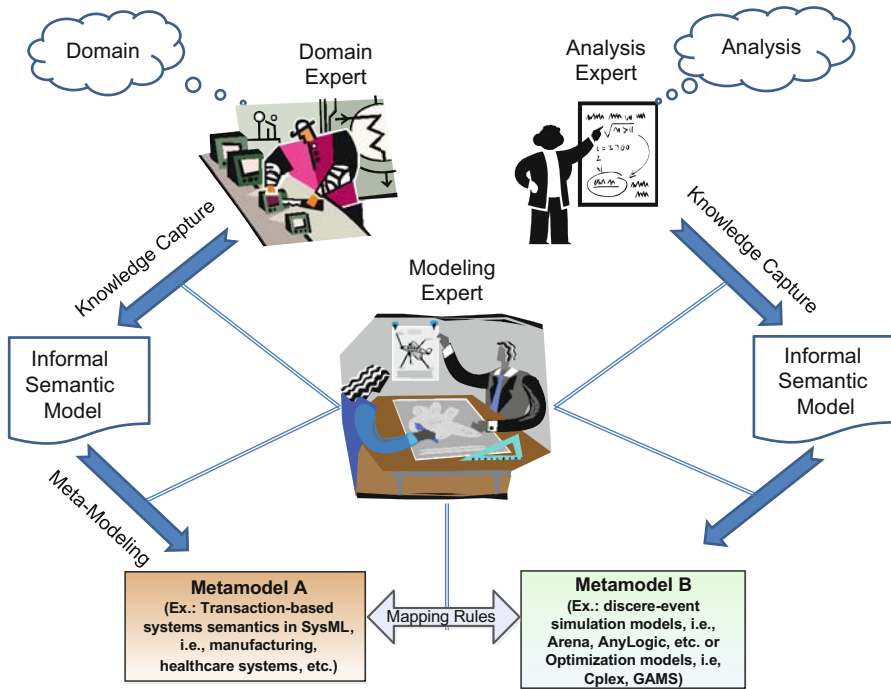 Domain
Domain
Expert
Analysis
Expert
Analysis
Knowledge Capture
Knowledge Capture
Modeling
Expert
Informal
Semantic
Model
Informal
Semantic
Model
Meta-Modeling
Metamodel A
(Ex.: Transaction-based
systems semantics in SysML,
i.e., manufacturing,
healthcare systems, etc.)
Mapping Rules
Metamodel B
(Ex.: discere-event
simulation models, i.e.,
Arena, AnyLogic, etc. or
Optimization models, i.e,
Cplex, GAMS)